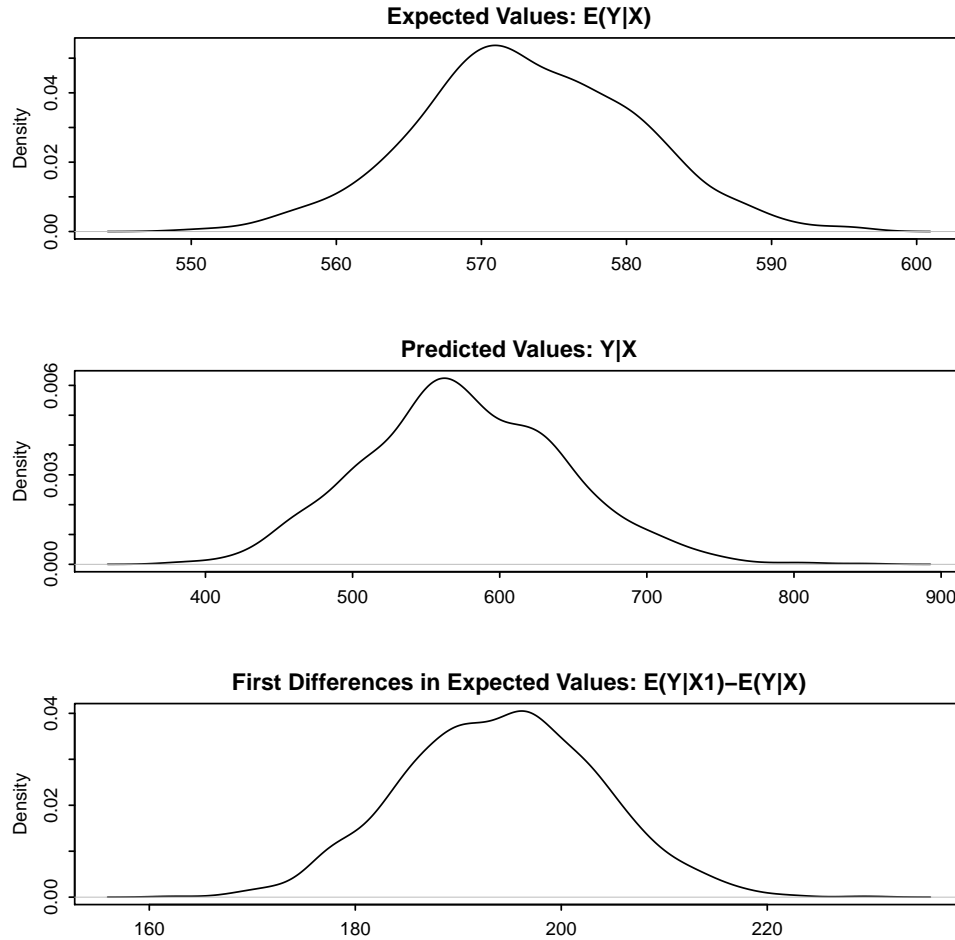 Expected Values: E(Y|X)
Density
0.00 0.02 0.04
550 560 570 580 590 600
Predicted Values: Y|X
Density
0.000 0.003 0.006
400 500 600 700 800 900
First Differences in Expected Values: E(Y|X1)−E(Y|X)
Density
0.00 0.02 0.04
160 180 200 220